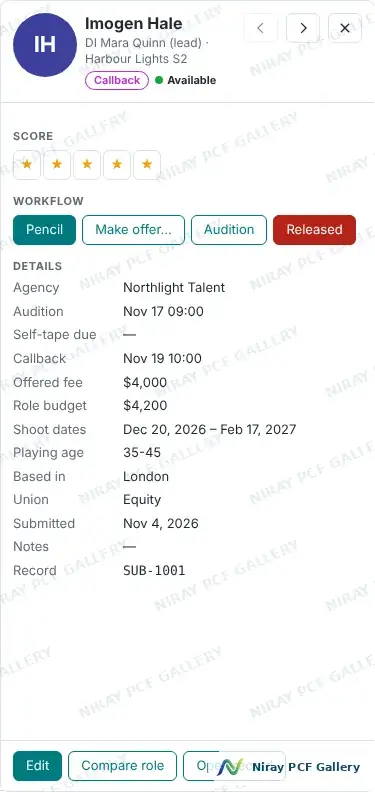 IH
Imogen Hale
DI Mara Quinn (lead) ·
Harbour Lights S2
Callback Available
SCORE
WORKFLOW
Pencil Make offer... Audition Released
DETAILS
Agency Northlight Talent
Audition Nov 17 09:00
Self-tape due —
Callback Nov 19 10:00
Offered fee $4,000
Role budget $4,200
Shoot dates Dec 20, 2026 – Feb 17, 2027
Playing age 35-45
Based in London
Union Equity
Submitted Nov 4, 2026
Notes —
Record SUB-1001
Edit Compare role
Niray PCF Gallery
NIRAY PCF GALLERY